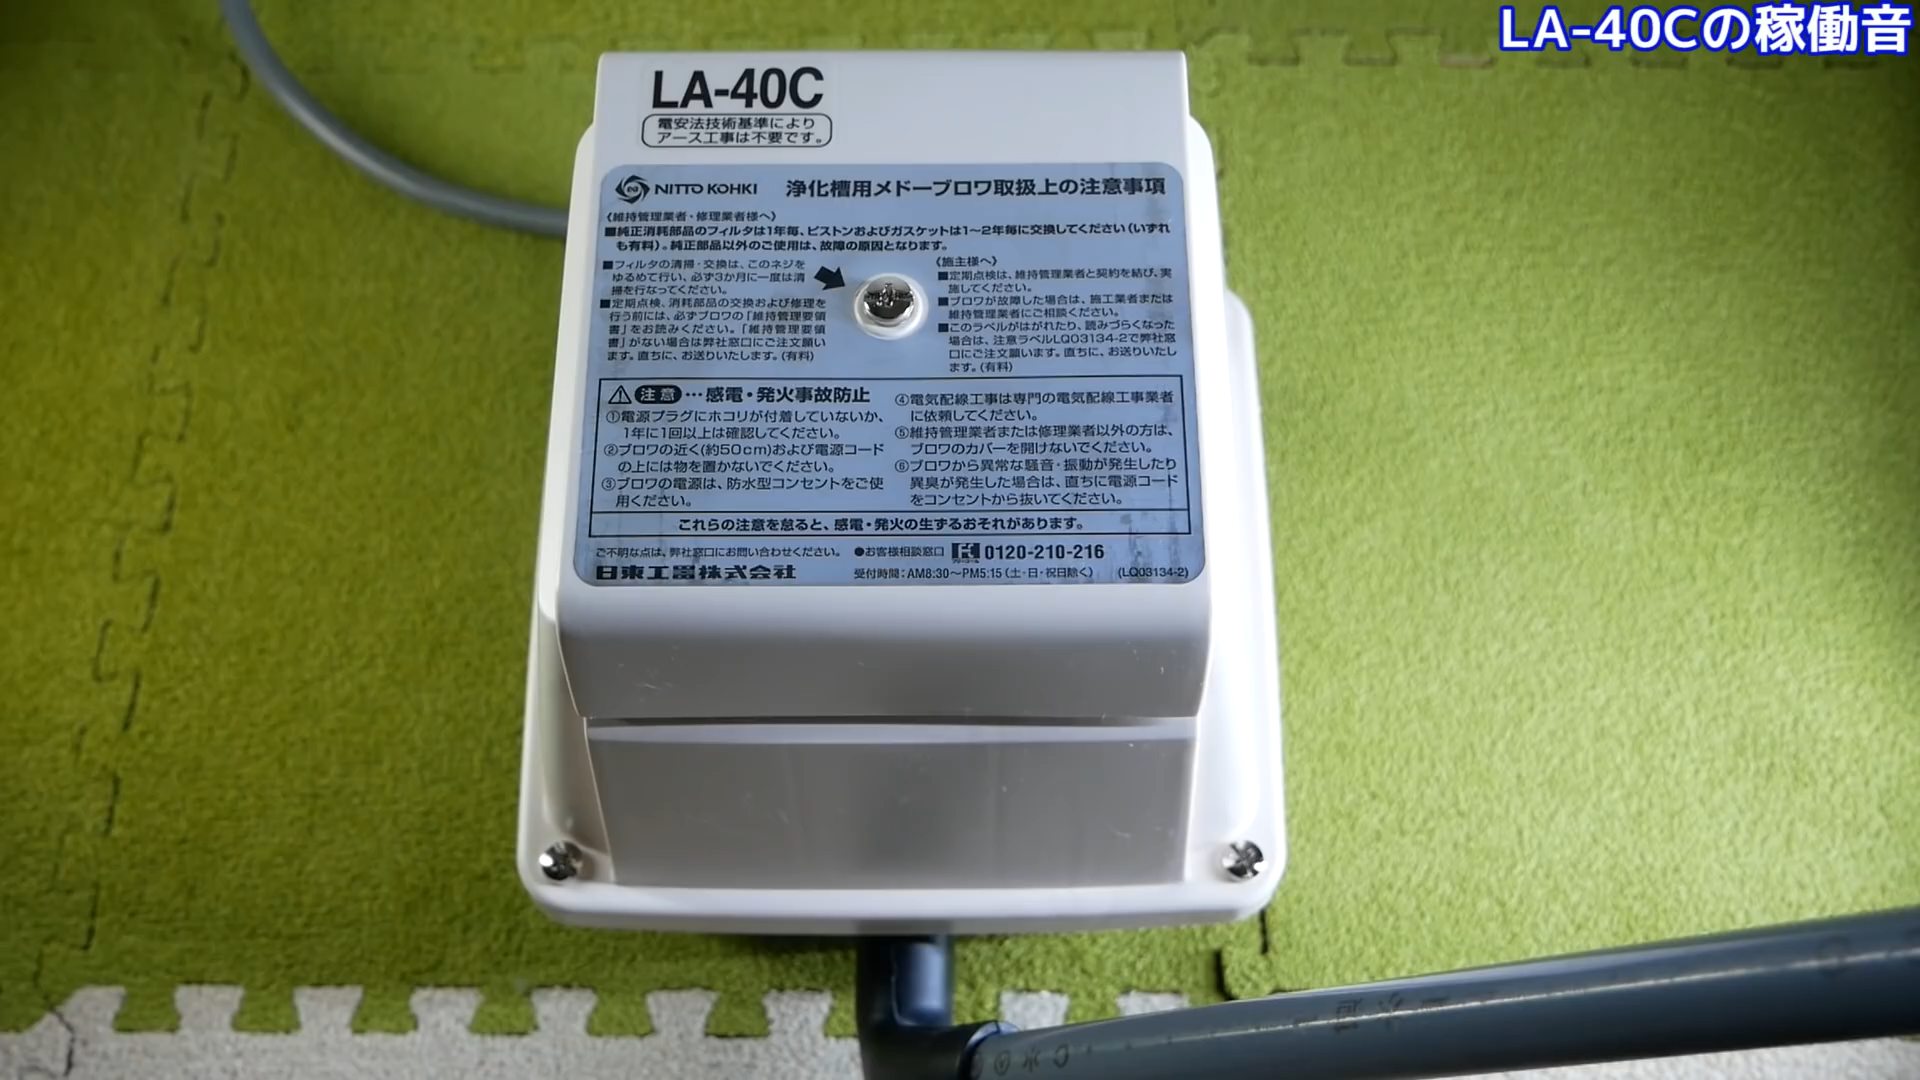 LA-40Cの稼働音
LA-40C
電安法技術基準により
アース工事は不要です。
NITTO KOHKI 浄化槽用メドーブロワ取扱上の注意事項
《維持管理業者・修理業者様へ》
■純正消耗部品のフィルタは1年毎、ピストンおよびガスケットは1〜2年毎に交換してください(いずれ
も有料)。純正部品以外のご使用は、故障の原因となります。
■フィルタの清掃・交換は、このネジを
ゆるめて行い、必ず3か月に一度は清
掃を行なってください。
■定期点検、消耗部品の交換および修理を
行う前には、必ずブロワの「維持管理要領
書」をお読みください。「維持管理要領
書」がない場合は弊社窓口にご注文願い
ます。直ちに、お送りいたします。(有料)
《施主様へ》
■定期点検は、維持管理業者と契約を結び、実
施してください。
■ブロワが故障した場合は、施工業者または
維持管理業者にご相談ください。
■このラベルがはがれたり、読みづらくなった
場合は、注意ラベルLQ03134-2で弊社窓
口にご注文願います。直ちに、お送りいたし
ます。(有料)
注意…感電・発火事故防止
①電源プラグにホコリが付着していないか、
1年に1回以上は確認してください。
②ブロワの近く(約50cm)および電源コード
の上には物を置かないでください。
③ブロワの電源は、防水型コンセントをご使
用ください。
④電気配線工事は専門の電気配線工事業者
に依頼してください。
⑤維持管理業者または修理業者以外の方は、
ブロワのカバーを開けないでください。
⑥ブロワから異常な騒音・振動が発生したり
異臭が発生した場合は、直ちに電源コード
をコンセントから抜いてください。
これらの注意を怠ると、感電・発火の生ずるおそれがあります。
ご不明な点は、弊社窓口にお問い合わせください。 ●お客様相談窓口 0120-210-216
日東工器株式会社 受付時間:AM8:30〜PM5:15(土・日・祝日除く) (LQ03134-2)